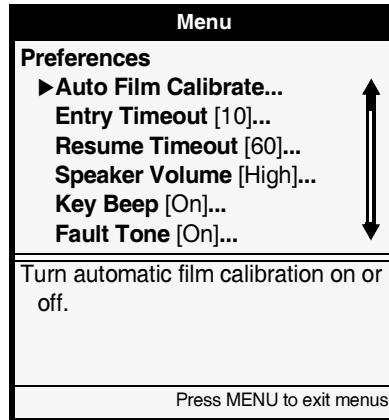 Menu
Preferences
▶Auto Film Calibrate...
Entry Timeout [10]...
Resume Timeout [60]...
Speaker Volume [High]...
Key Beep [On]...
Fault Tone [On]...
Turn automatic film calibration on or
off.
Press MENU to exit menus